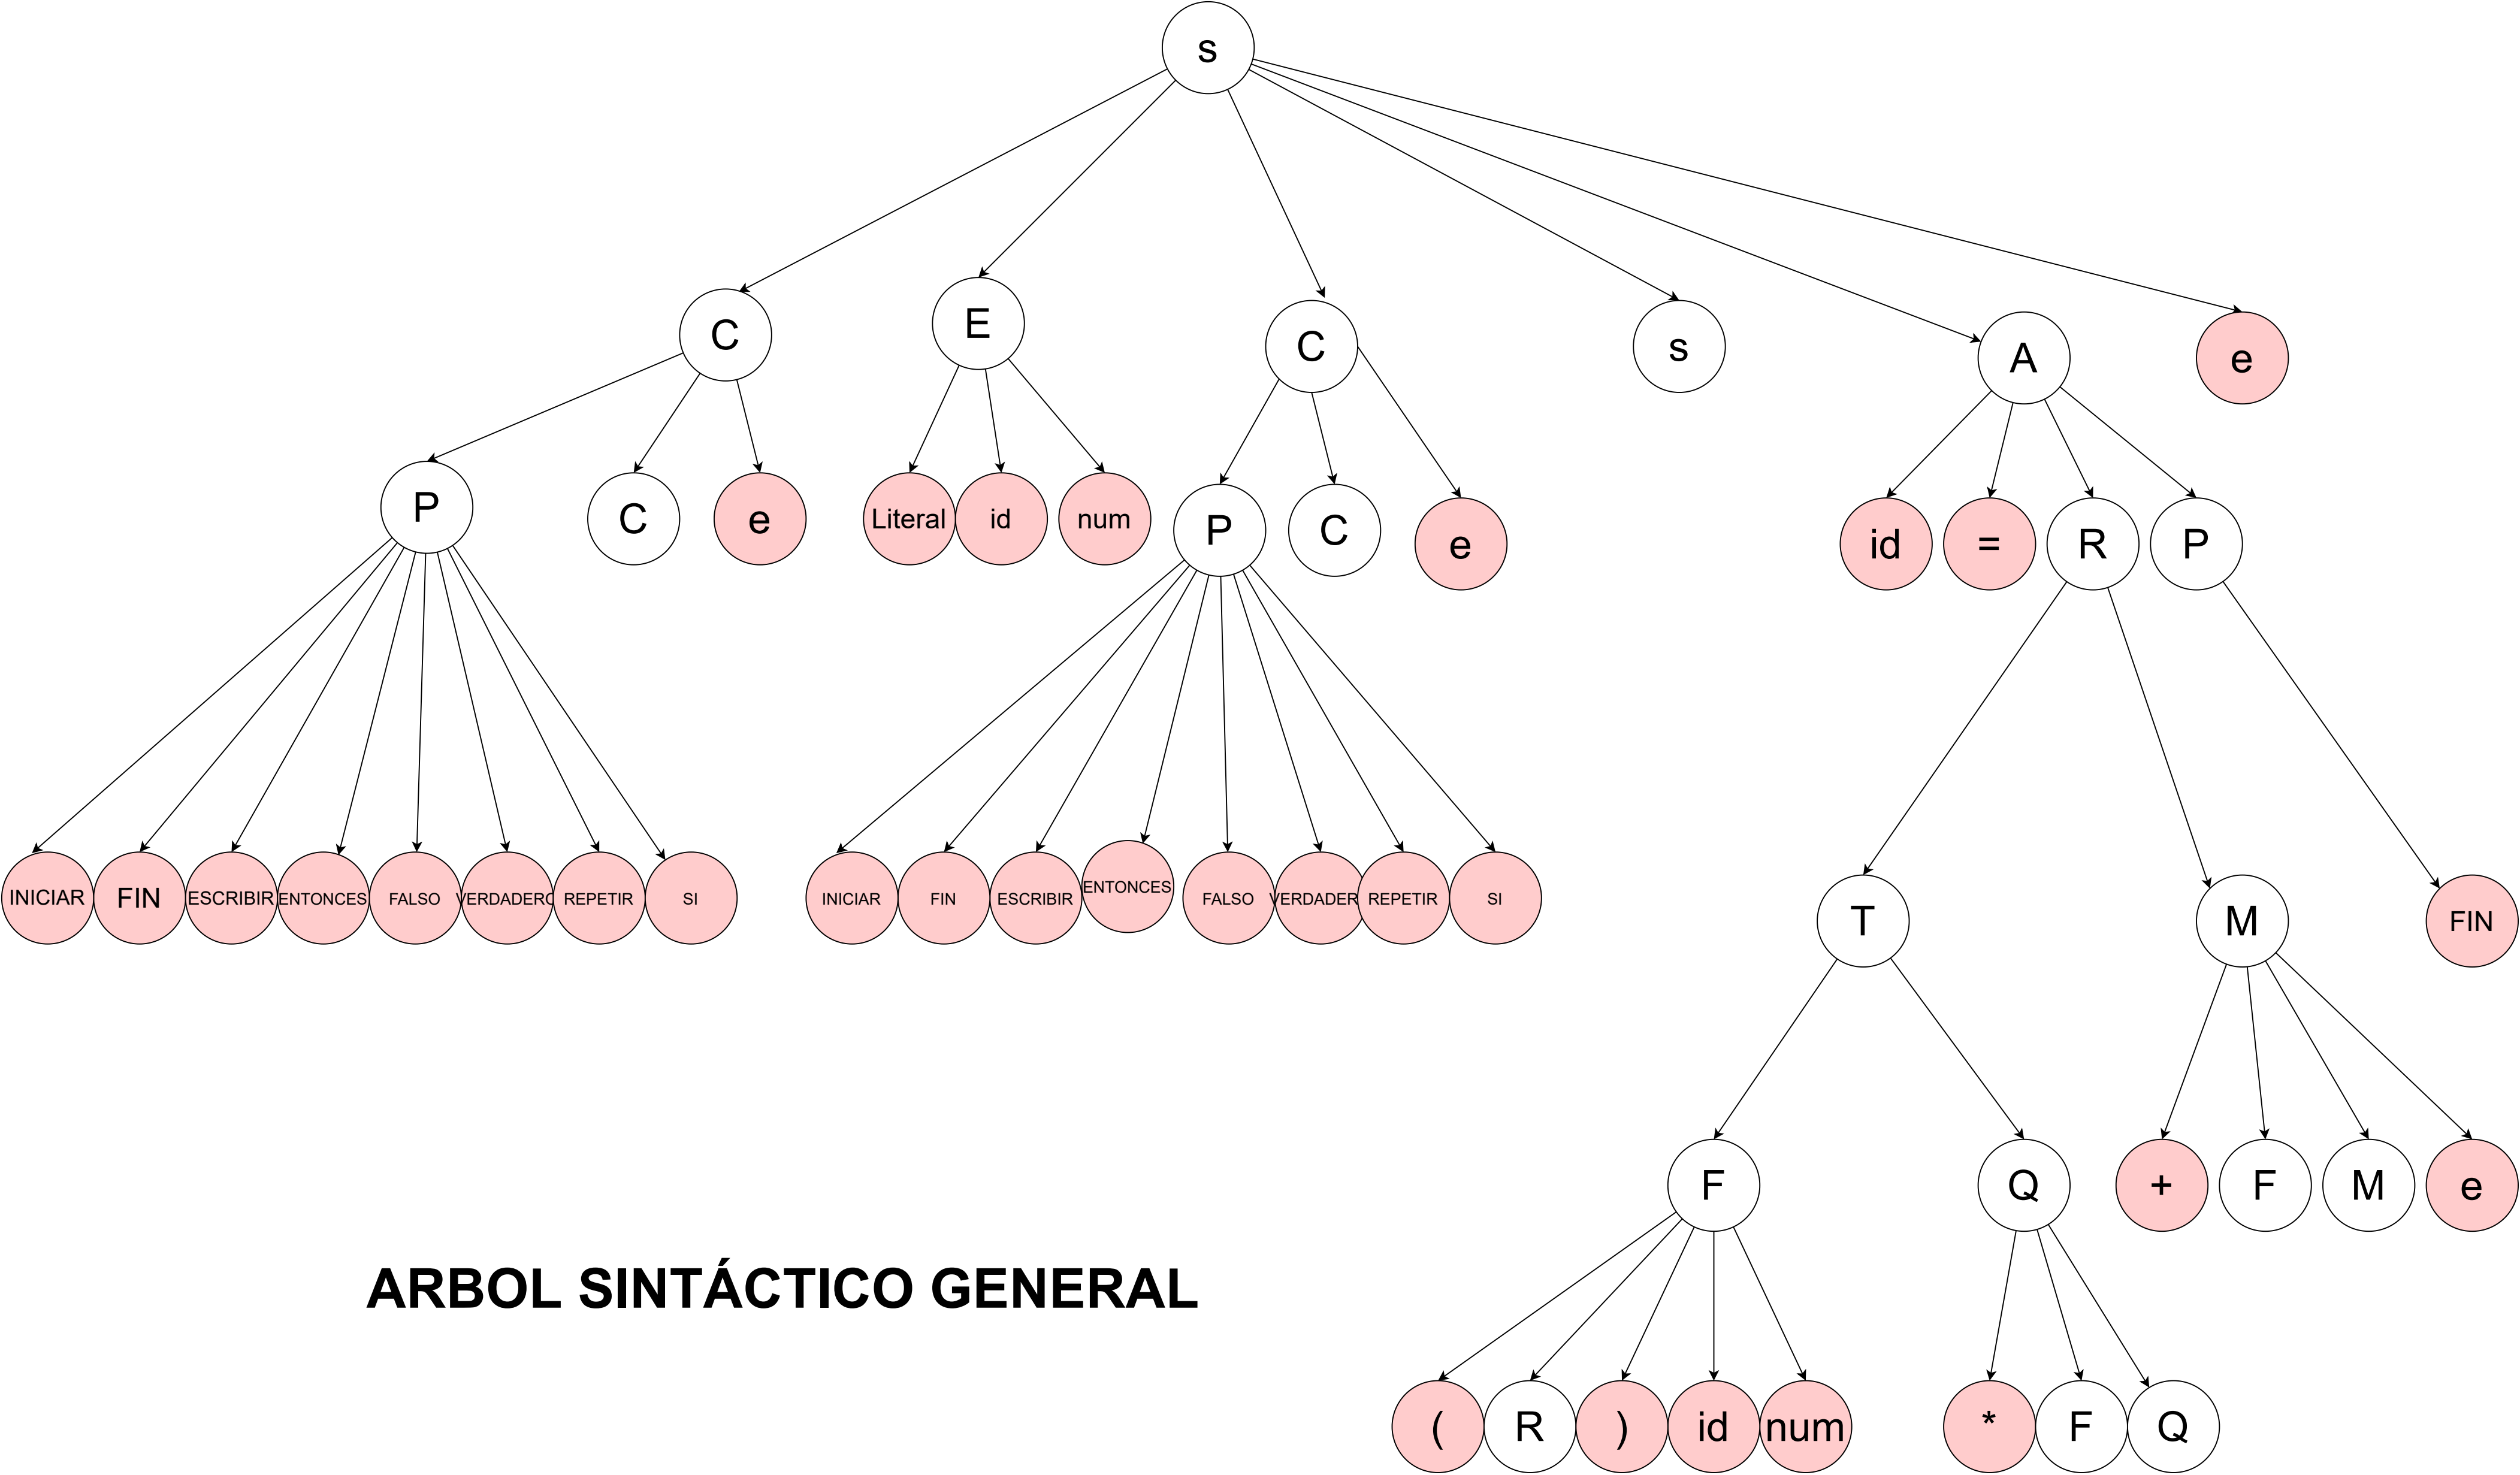 s
C
E
C
s
A
e
P
C
e
Literal
id
num
P
C
e
id
=
R
P
INICIAR
FIN
ESCRIBIR
ENTONCES
FALSO
VERDADERO
REPETIR
SI
INICIAR
FIN
ESCRIBIR
ENTONCES
FALSO
VERDADER
REPETIR
SI
T
M
FIN
F
Q
+
F
M
e
ARBOL SINTÁCTICO GENERAL
(
R
)
id
num
*
F
Q